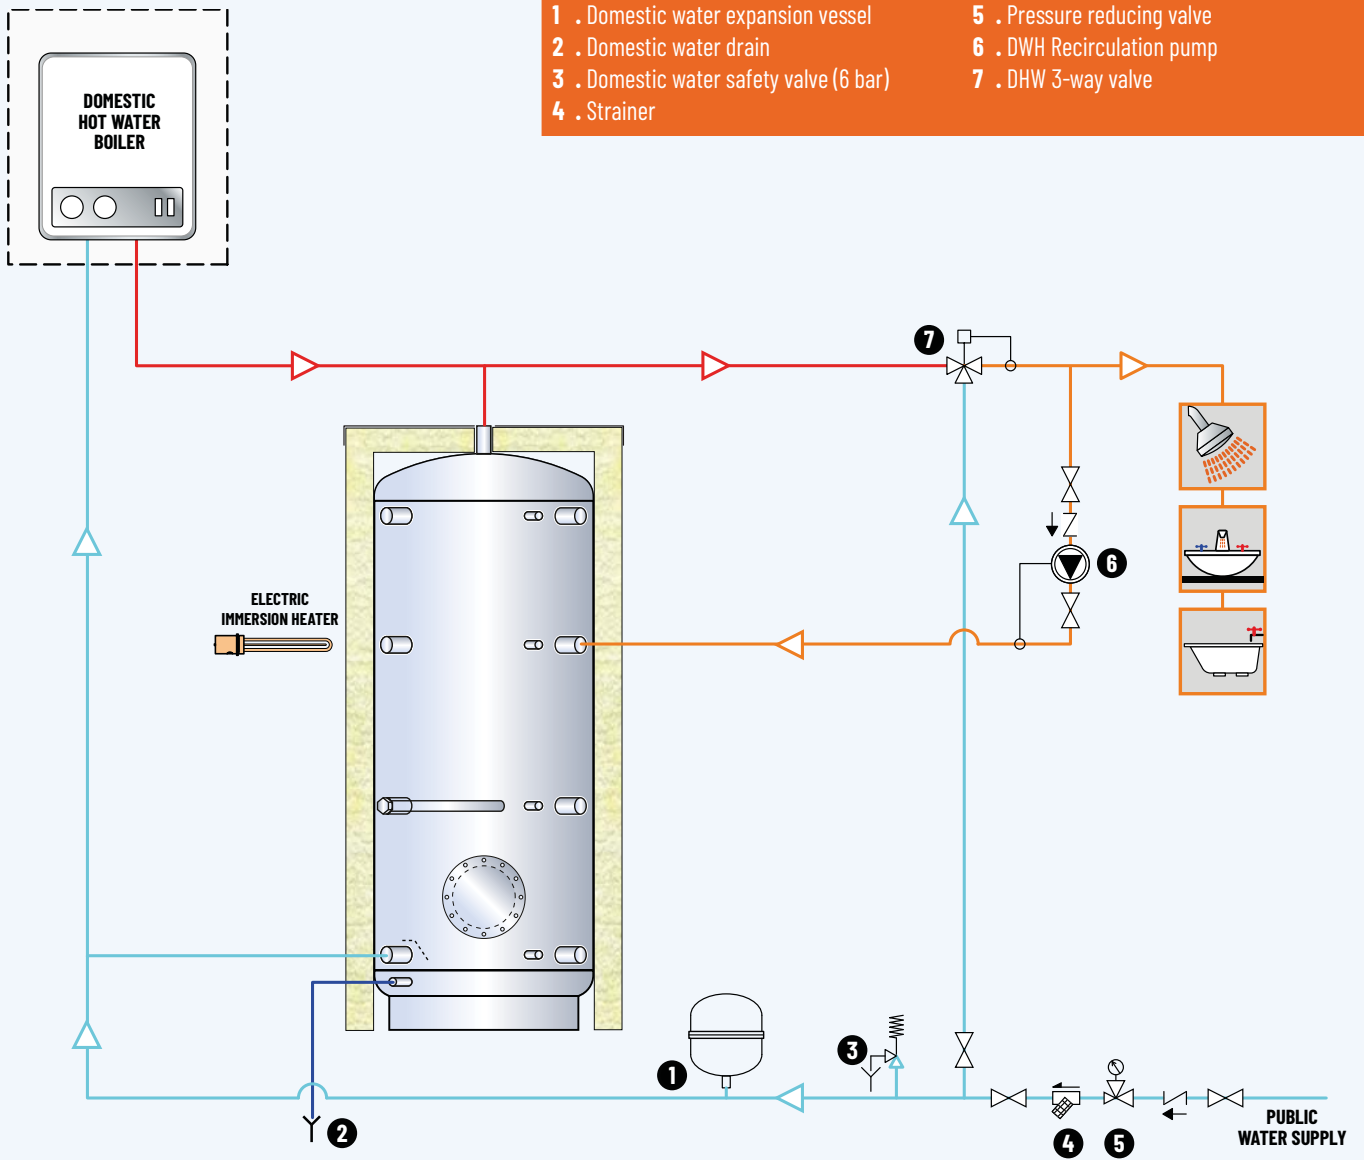 1 . Domestic water expansion vessel
2 . Domestic water drain
3 . Domestic water safety valve (6 bar)
4 . Strainer
5 . Pressure reducing valve
6 . DWH Recirculation pump
7 . DHW 3-way valve
DOMESTIC
HOT WATER
BOILER
7
6
ELECTRIC
IMMERSION HEATER
3
1
2
4
5
PUBLIC
WATER SUPPLY